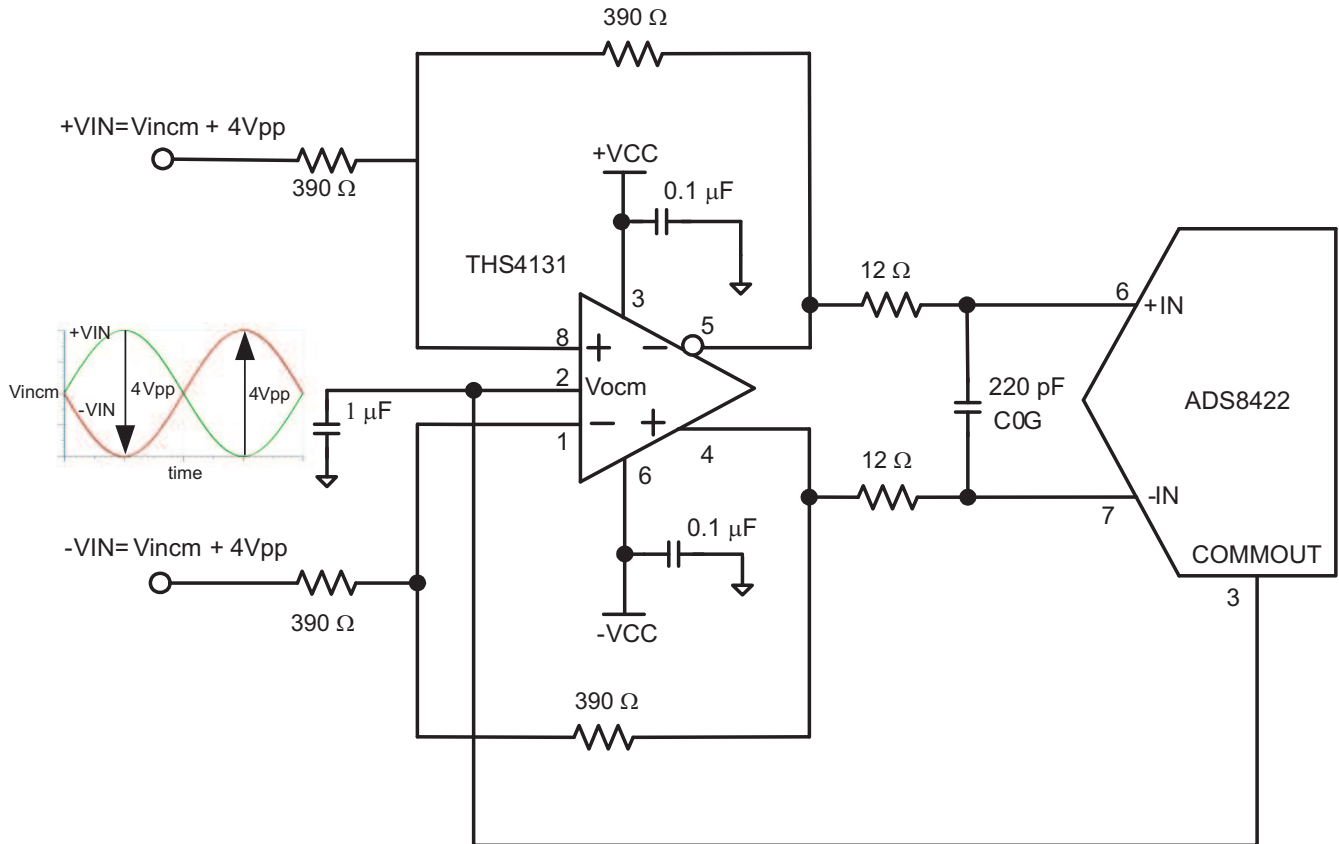 390 Ω
+VIN=Vincm + 4Vpp
390 Ω
+VCC
0.1 µF
THS4131
3
12 Ω
6
+IN
5
8
+
−
2
Vocm
1
−
+
4
6
220 pF
C0G
ADS8422
+VIN
Vincm
4Vpp
4Vpp
-VIN
time
1 µF
12 Ω
-IN
7
0.1 µF
COMMOUT
3
-VIN=Vincm + 4Vpp
390 Ω
-VCC
390 Ω